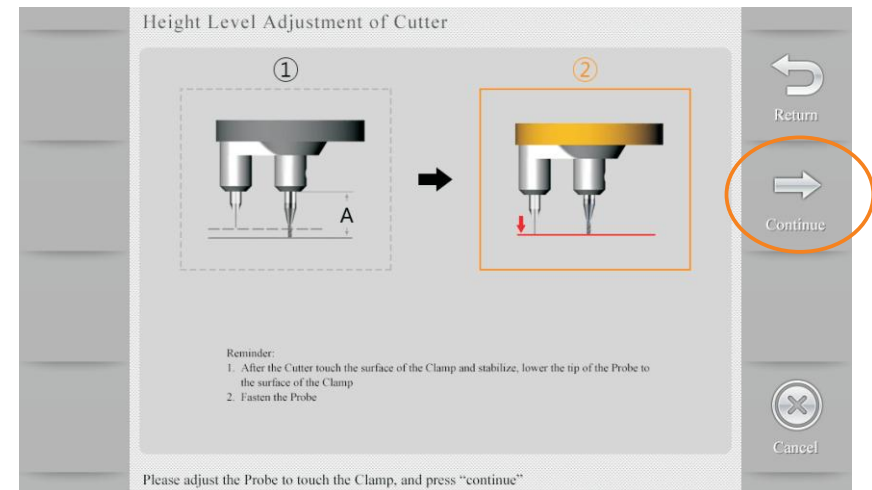 Height Level Adjustment of Cutter
① ②
A
Return
Continue
Reminder:
1. After the Cutter touch the surface of the Clamp and stabilize, lower the tip of the Probe to
the surface of the Clamp
2. Fasten the Probe
Cancel
Please adjust the Probe to touch the Clamp, and press “continue”